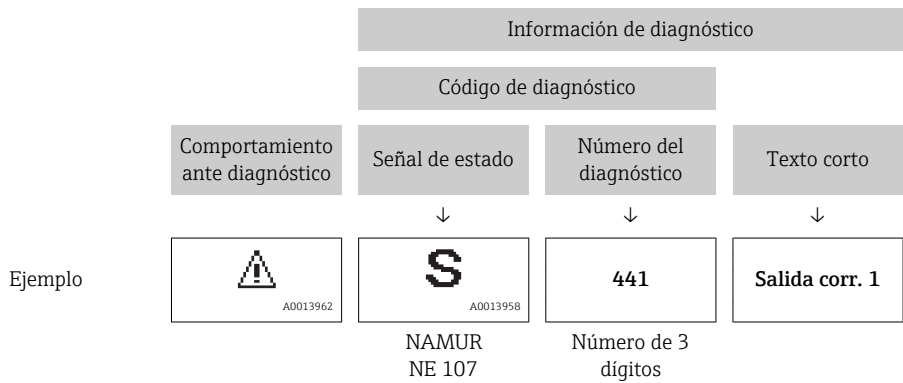 Información de diagnóstico
Código de diagnóstico
Comportamiento
ante diagnóstico
Señal de estado
Número del
diagnóstico
Texto corto
↓ ↓ ↓
Ejemplo
A0013962
S
A0013958
441
Salida corr. 1
NAMUR
NE 107
Número de 3
dígitos